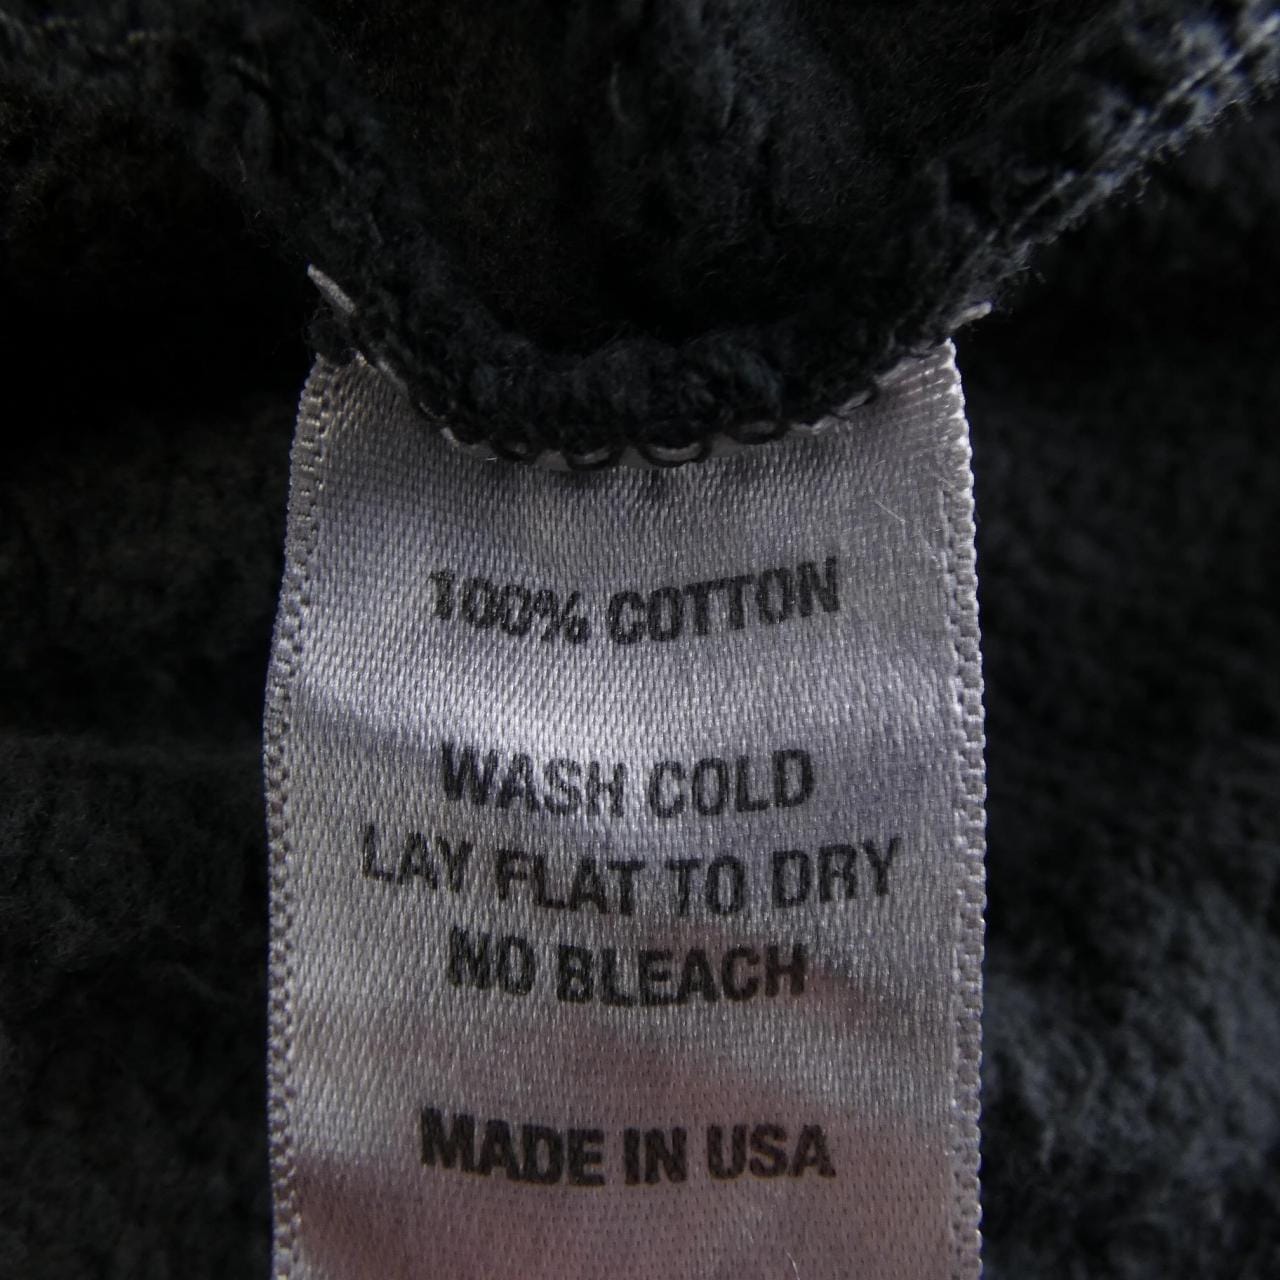 100% COTTON
WASH COLD
LAY FLAT TO DRY
NO BLEACH
MADE IN USA